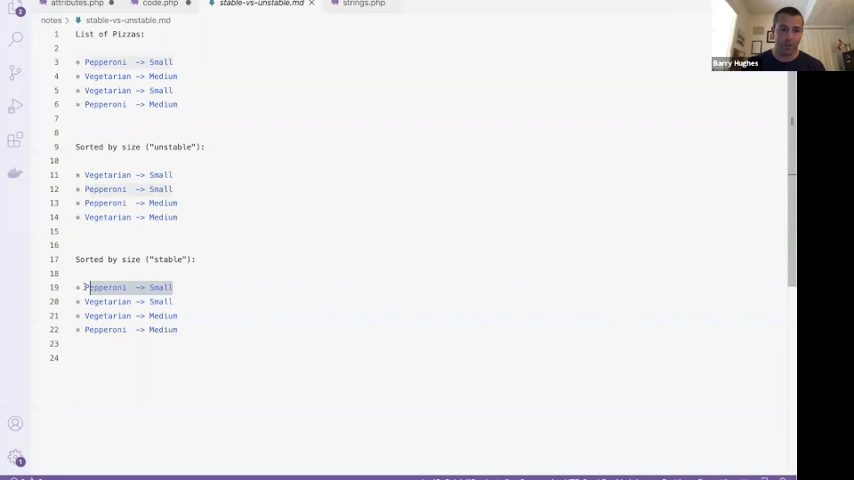 attributes.php
code.php
stable-vs-unstable.md
strings.php
notes > stable-vs-unstable.md
1 List of Pizzas:
2
3 * Pepperoni -> Small
4 * Vegetarian -> Medium
5 * Vegetarian -> Small
6 * Pepperoni -> Medium
7
8
9 Sorted by size ("unstable"):
10
11 * Vegetarian -> Small
12 * Pepperoni -> Small
13 * Pepperoni -> Medium
14 * Vegetarian -> Medium
15
16
17 Sorted by size ("stable"):
18
19 * Pepperoni -> Small
20 * Vegetarian -> Small
21 * Vegetarian -> Medium
22 * Pepperoni -> Medium
23
24
Barry Hughes
2
1